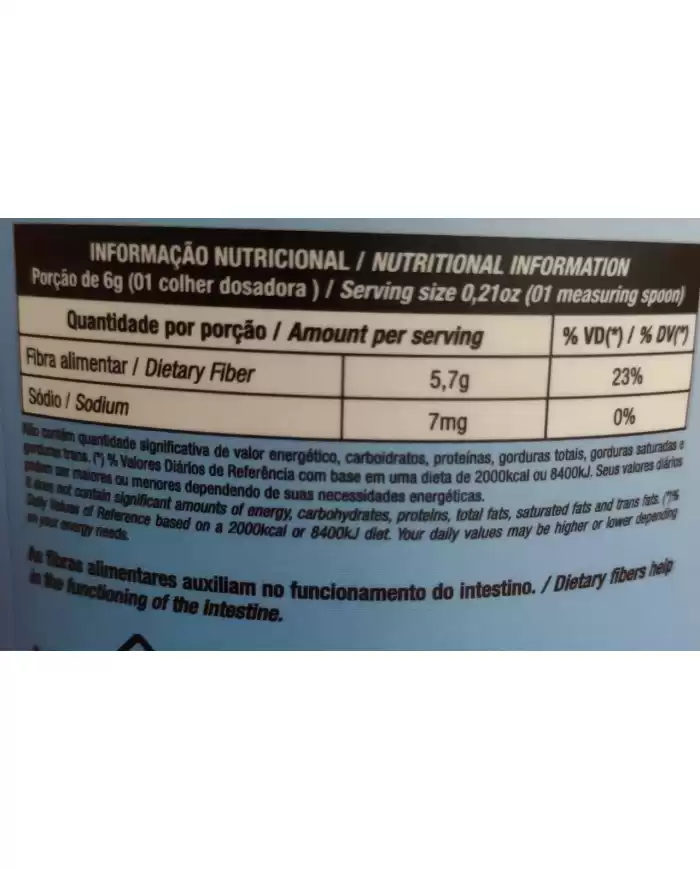 INFORMAÇÃO NUTRICIONAL / NUTRITIONAL INFORMATION
Porção de 6g (01 colher dosadora ) / Serving size 0,21oz (01 measuring spoon)
Quantidade por porção / Amount per serving % VD(*) / % DV(*)
Fibra alimentar / Dietary Fiber 5,7g 23%
Sódio / Sodium 7mg 0%
Não contém quantidade significativa de valor energético, carboidratos, proteínas, gorduras totais, gorduras saturadas e
gorduras trans. (*) % Valores Diários de Referência com base em uma dieta de 2000kcal ou 8400kJ. Seus valores diários
podem ser maiores ou menores dependendo de suas necessidades energéticas.
It does not contain significant amounts of energy, carbohydrates, proteins, total fats, saturated fats and trans fats. (*)%
Daily Values of Reference based on a 2000kcal or 8400kJ diet. Your daily values may be higher or lower depending
on your energy needs.
As fibras alimentares auxiliam no funcionamento do intestino. / Dietary fibers help
in the functioning of the intestine.